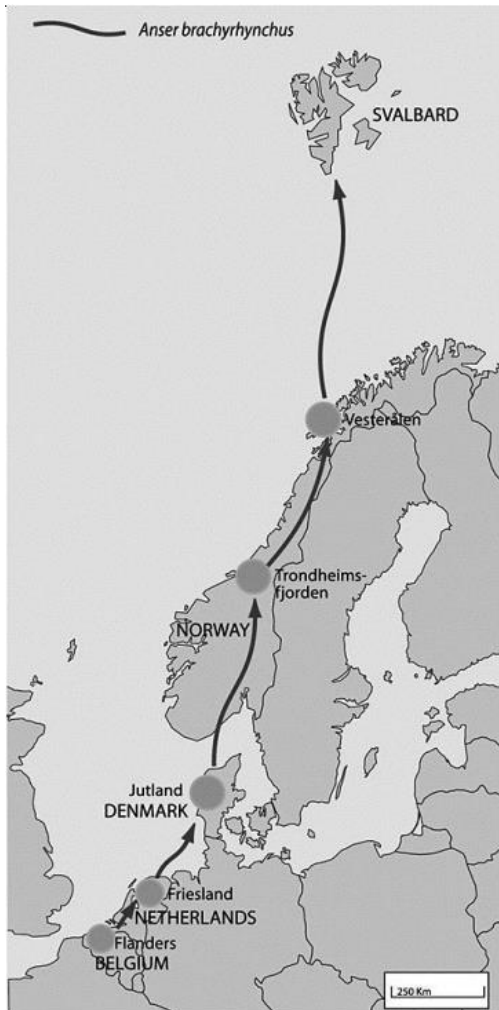 Anser brachyrhynchus
SVALBARD
Vesterålen
Trondheims-
fjorden
NORWAY
Jutland
DENMARK
Friesland
NETHERLANDS
Flanders
BELGIUM
250 Km